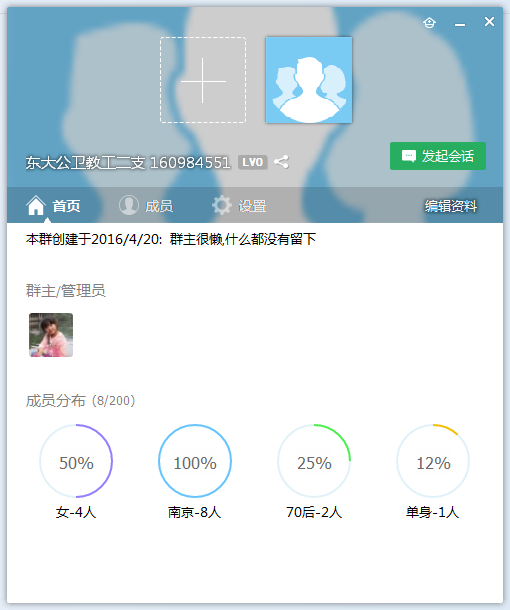 东大公卫教工二支 160984551 LV0
发起会话
首页 成员 设置 编辑资料
本群创建于2016/4/20: 群主很懒,什么都没有留下
群主/管理员
成员分布 (8/200)
50% 100% 25% 12%
女-4人 南京-8人 70后-2人 单身-1人